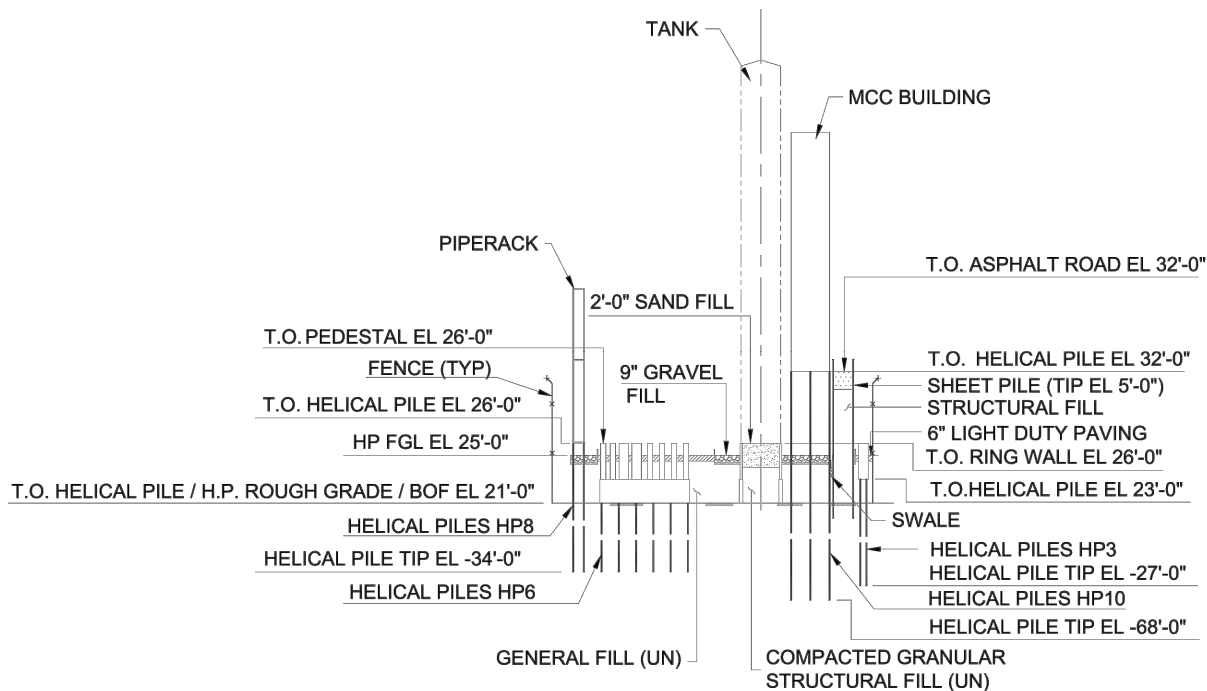 TANK
MCC BUILDING
PIPERACK
T.O. ASPHALT ROAD EL 32'-0"
2'-0" SAND FILL
T.O. PEDESTAL EL 26'-0"
T.O. HELICAL PILE EL 32'-0"
FENCE (TYP)
9" GRAVEL
FILL
SHEET PILE (TIP EL 5'-0")
T.O. HELICAL PILE EL 26'-0"
STRUCTURAL FILL
6" LIGHT DUTY PAVING
HP FGL EL 25'-0"
T.O. RING WALL EL 26'-0"
T.O. HELICAL PILE / H.P. ROUGH GRADE / BOF EL 21'-0"
T.O.HELICAL PILE EL 23'-0"
SWALE
HELICAL PILES HP8
HELICAL PILES HP3
HELICAL PILE TIP EL -34'-0"
HELICAL PILE TIP EL -27'-0"
HELICAL PILES HP6
HELICAL PILES HP10
HELICAL PILE TIP EL -68'-0"
GENERAL FILL (UN)
COMPACTED GRANULAR
STRUCTURAL FILL (UN)